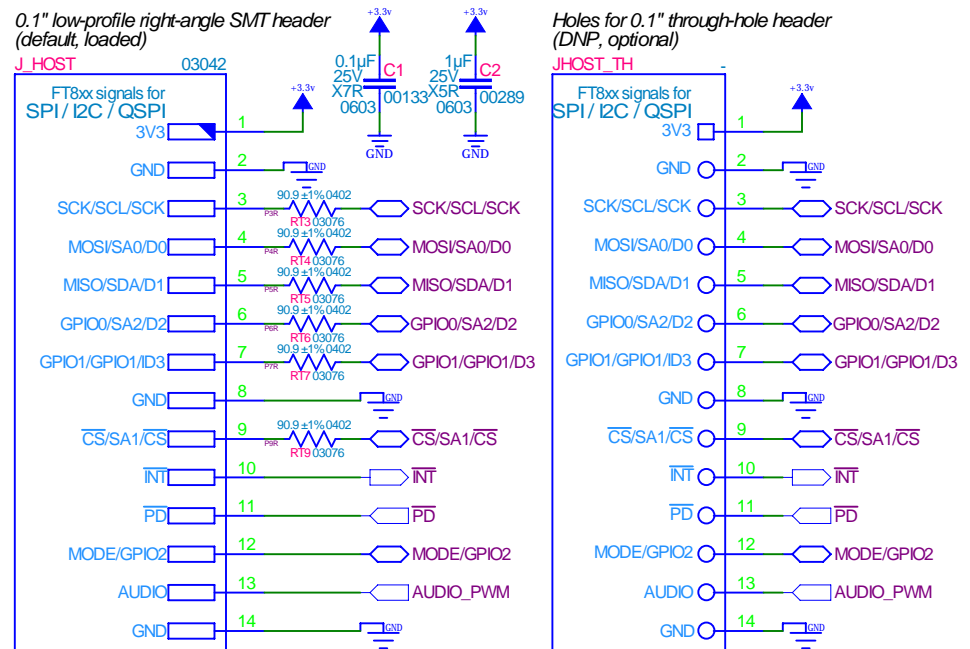 0.1" low-profile right-angle SMT header
(default, loaded)
J_HOST 03042
FT8xx signals for
SPI / I2C / QSPI
+3.3v
3V3 1
GND 2 GND
SCK/SCL/SCK 3 P3R 90.9 ±1% 0402 RT3 03076 SCK/SCL/SCK
MOSI/SA0/D0 4 P4R 90.9 ±1% 0402 RT4 03076 MOSI/SA0/D0
MISO/SDA/D1 5 P5R 90.9 ±1% 0402 RT5 03076 MISO/SDA/D1
GPIO0/SA2/D2 6 P6R 90.9 ±1% 0402 RT6 03076 GPIO0/SA2/D2
GPIO1/GPIO1/ID3 7 P7R 90.9 ±1% 0402 RT7 03076 GPIO1/GPIO1/D3
GND 8 GND
CS/SA1/CS 9 P9R 90.9 ±1% 0402 RT9 03076 CS/SA1/CS
INT 10 INT
PD 11 PD
MODE/GPIO2 12 MODE/GPIO2
AUDIO 13 AUDIO_PWM
GND 14 GND
+3.3v
0.1µF
25V C1
X7R
0603 00133
GND
+3.3v
1µF
25V C2
X5R
0603 00289
GND
Holes for 0.1" through-hole header
(DNP, optional)
JHOST_TH -
FT8xx signals for
SPI / I2C / QSPI
+3.3v
3V3 1
GND 2 GND
SCK/SCL/SCK 3 SCK/SCL/SCK
MOSI/SA0/D0 4 MOSI/SA0/D0
MISO/SDA/D1 5 MISO/SDA/D1
GPIO0/SA2/D2 6 GPIO0/SA2/D2
GPIO1/GPIO1/ID3 7 GPIO1/GPIO1/D3
GND 8 GND
CS/SA1/CS 9 CS/SA1/CS
INT 10 INT
PD 11 PD
MODE/GPIO2 12 MODE/GPIO2
AUDIO 13 AUDIO_PWM
GND 14 GND